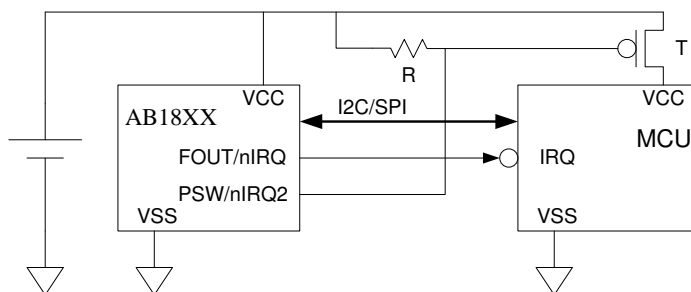 T
R
VCC
I2C/SPI
VCC
AB18XX
MCU
FOUT/nIRQ
IRQ
PSW/nIRQ2
VSS
VSS